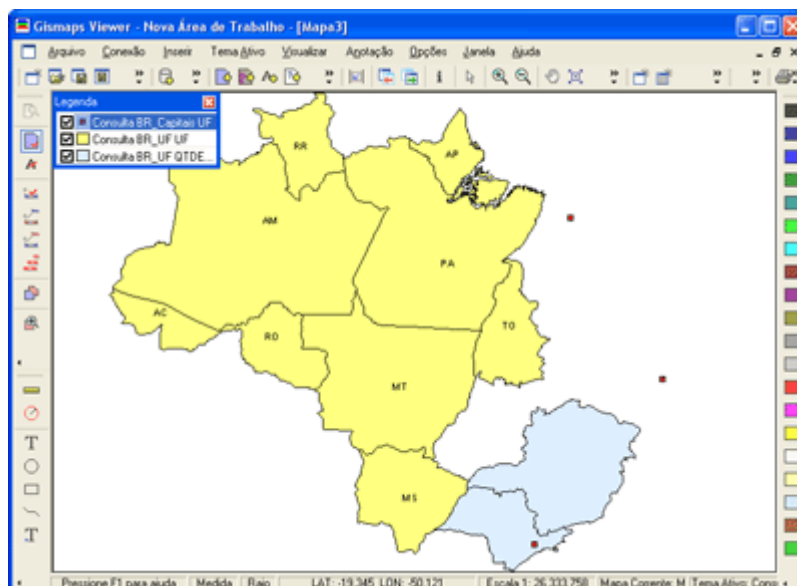 Gismaps Viewer - Nova Área de Trabalho - [Mapa3]
Arquivo Conexão Inserir Tema Ativo Visualizar Anotação Opções Janela Ajuda
Legenda
Consulta BR_Capitais UF
Consulta BR_UF UF
Consulta BR_UF QTDE...
RR
AP
AM
PA
AC
RO
TO
MT
MS
Pressione F1 para ajuda Medida Raio LAT: -19.345, LON: -50.121 Escala 1: 26.333.758 Mapa Corrente: M Tema Ativo: Cons